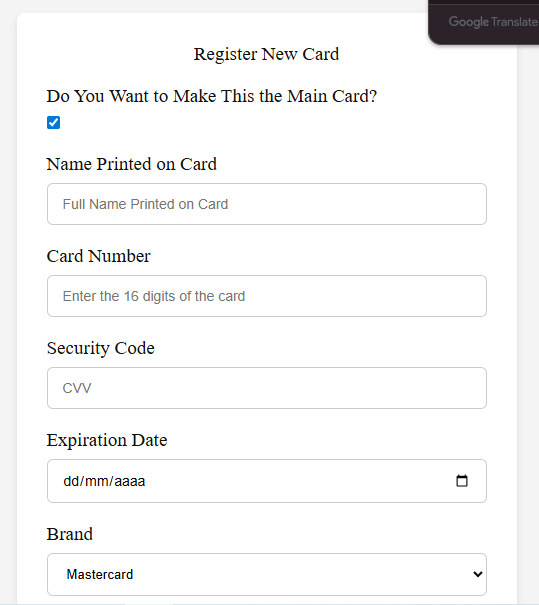 Google Translate
Register New Card
Do You Want to Make This the Main Card?
Name Printed on Card
Full Name Printed on Card
Card Number
Enter the 16 digits of the card
Security Code
CVV
Expiration Date
dd/mm/aaaa
Brand
Mastercard